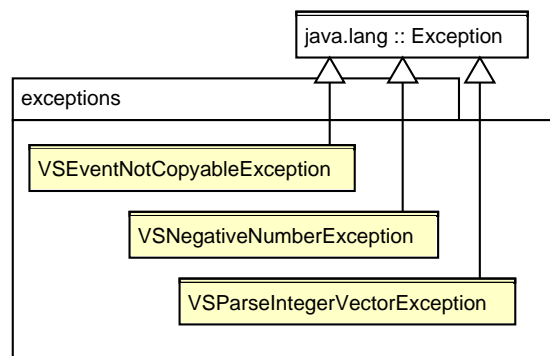 java.lang :: Exception
exceptions
VSEventNotCopyableException
VSNegativeNumberException
VSParseIntegerVectorException